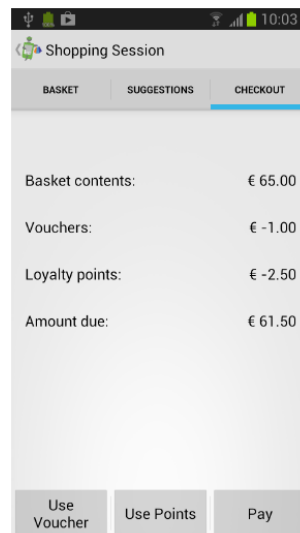 10:03
Shopping Session
BASKET SUGGESTIONS CHECKOUT
Basket contents: € 65.00
Vouchers: € -1.00
Loyalty points: € -2.50
Amount due: € 61.50
Use Voucher Use Points Pay